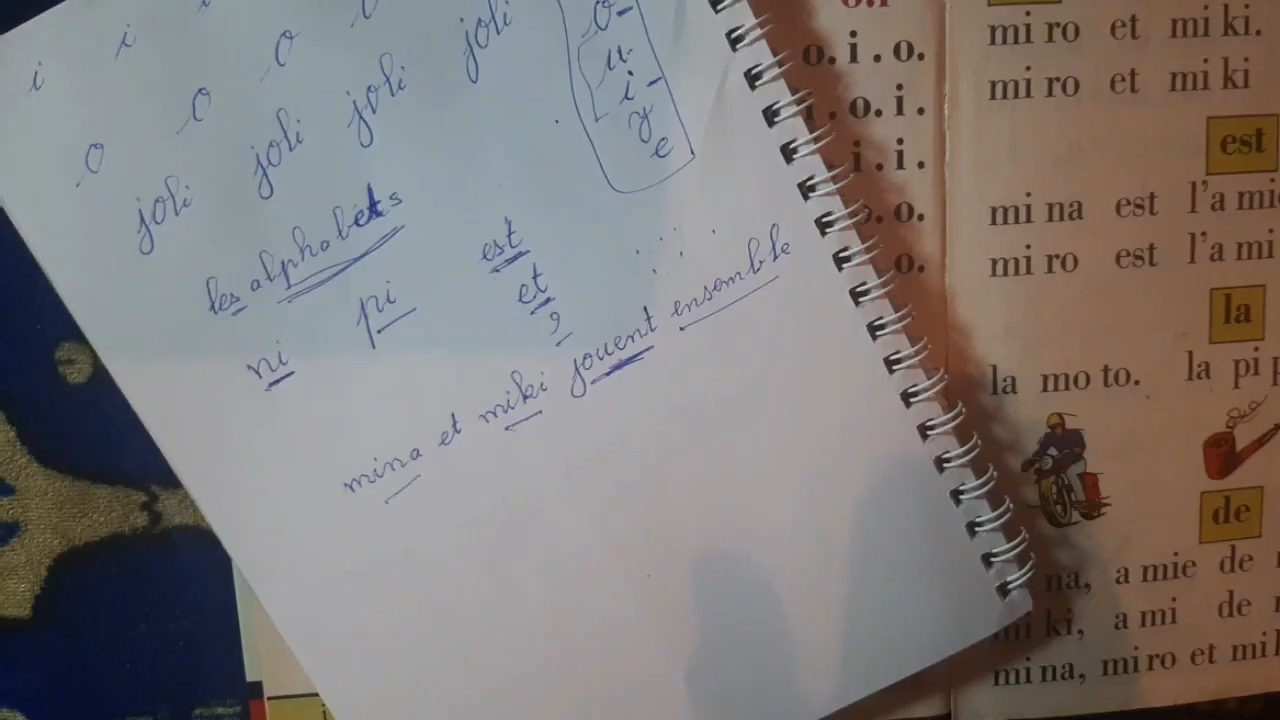 i i
o o o
joli joli joli joli
o
u
i
y
e
les alphabets
ni pi est
et
?
mina et miki jouent ensemble
o.i.o.
i.o.i.
i.i.
o.
o.
mi ro et mi ki.
mi ro et mi ki
est
mi na est l'a mi
mi ro est l'a mi
la
la mo to. la pi
de
na, a mie de
mi ki, a mi de
mi na, mi ro et mi